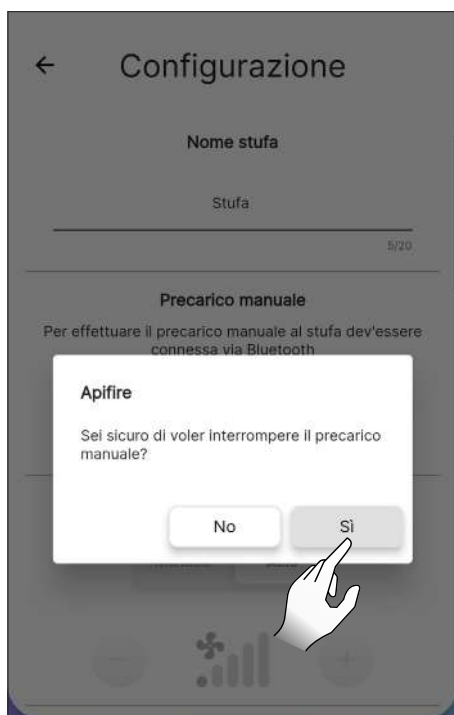 Configurazione
Nome stufa
Stufa
5/20
Precarico manuale
Per effettuare il precarico manuale al stufa dev'essere
connessa via Bluetooth
Apifire
Sei sicuro di voler interrompere il precarico
manuale?
No
Sì